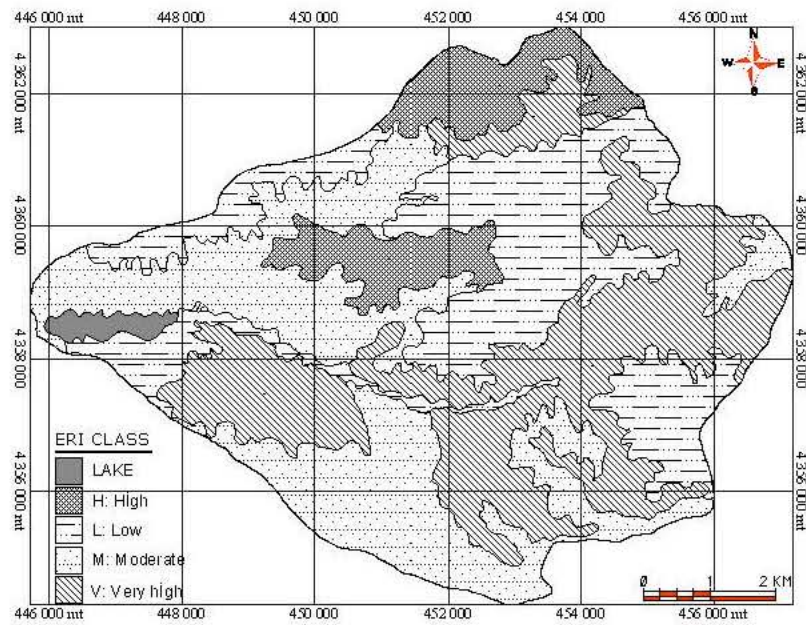 446 000 mt
448 000
450 000
452 000
454 000
456 000 mt
4 362 000 mt
4 362 000 mt
N
W E
S
4 360 000
4 360 000
4 358 000
4 358 000
ERI CLASS
LAKE
H: High
L: Low
M: Moderate
V: Very high
4 356 000 mt
4 356 000 mt
0 1 2 KM
446 000 mt
448 000
450 000
452 000
454 000
456 000 mt